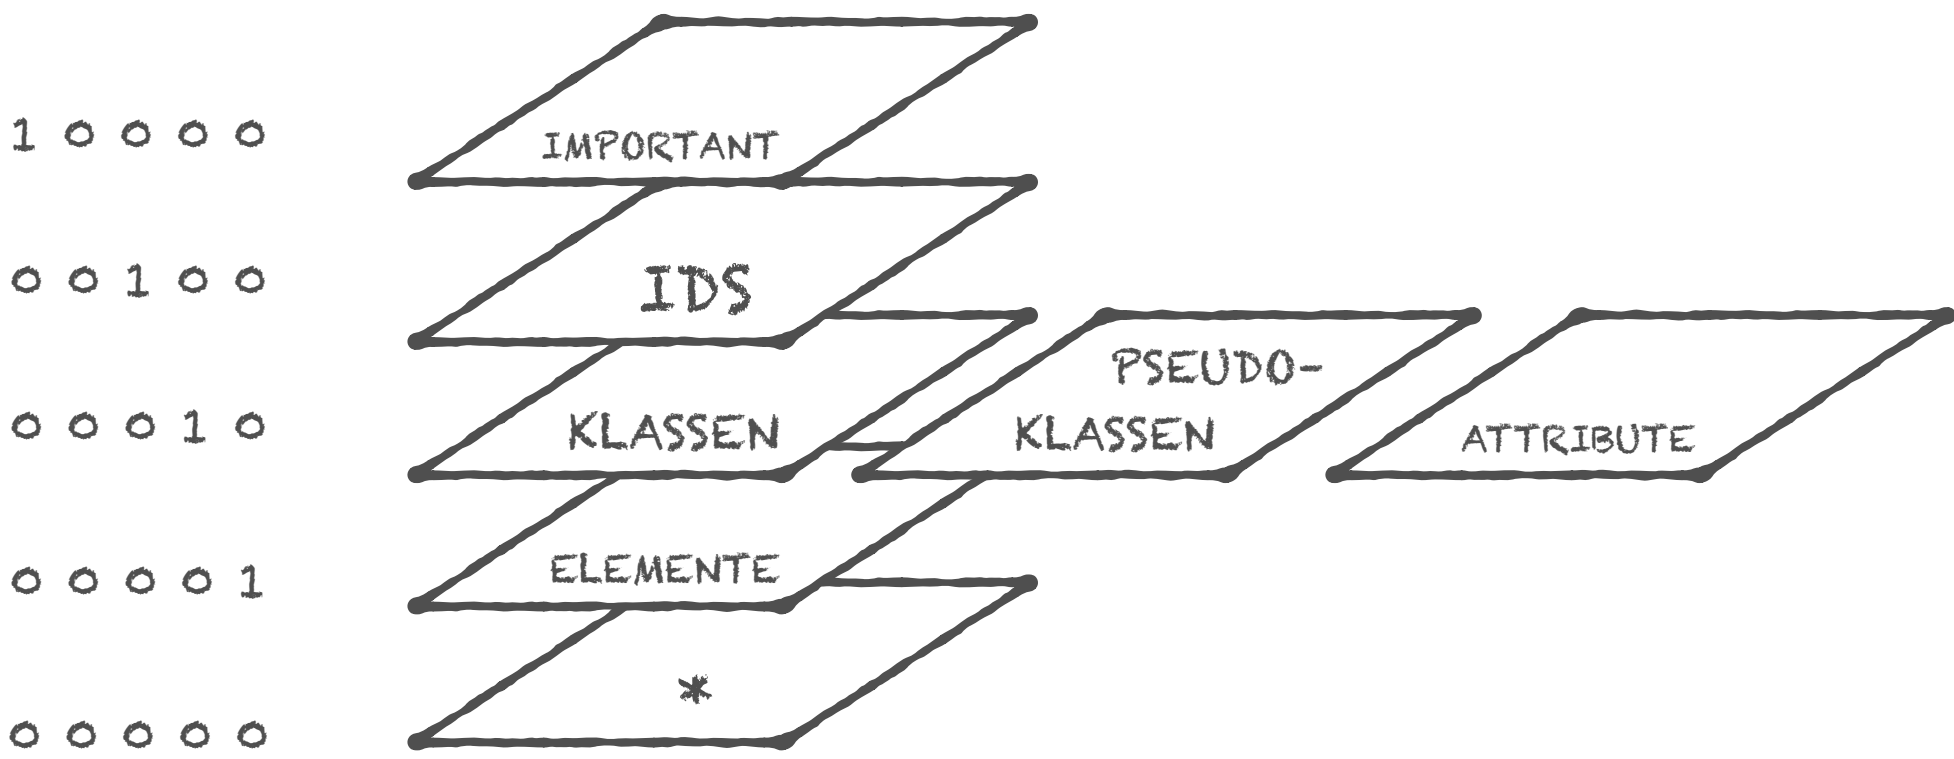 1 0 0 0 0 IMPORTANT
0 0 1 0 0 IDS
PSEUDO-
0 0 0 1 0 KLASSEN KLASSEN ATTRIBUTE
0 0 0 0 1 ELEMENTE
0 0 0 0 0 *